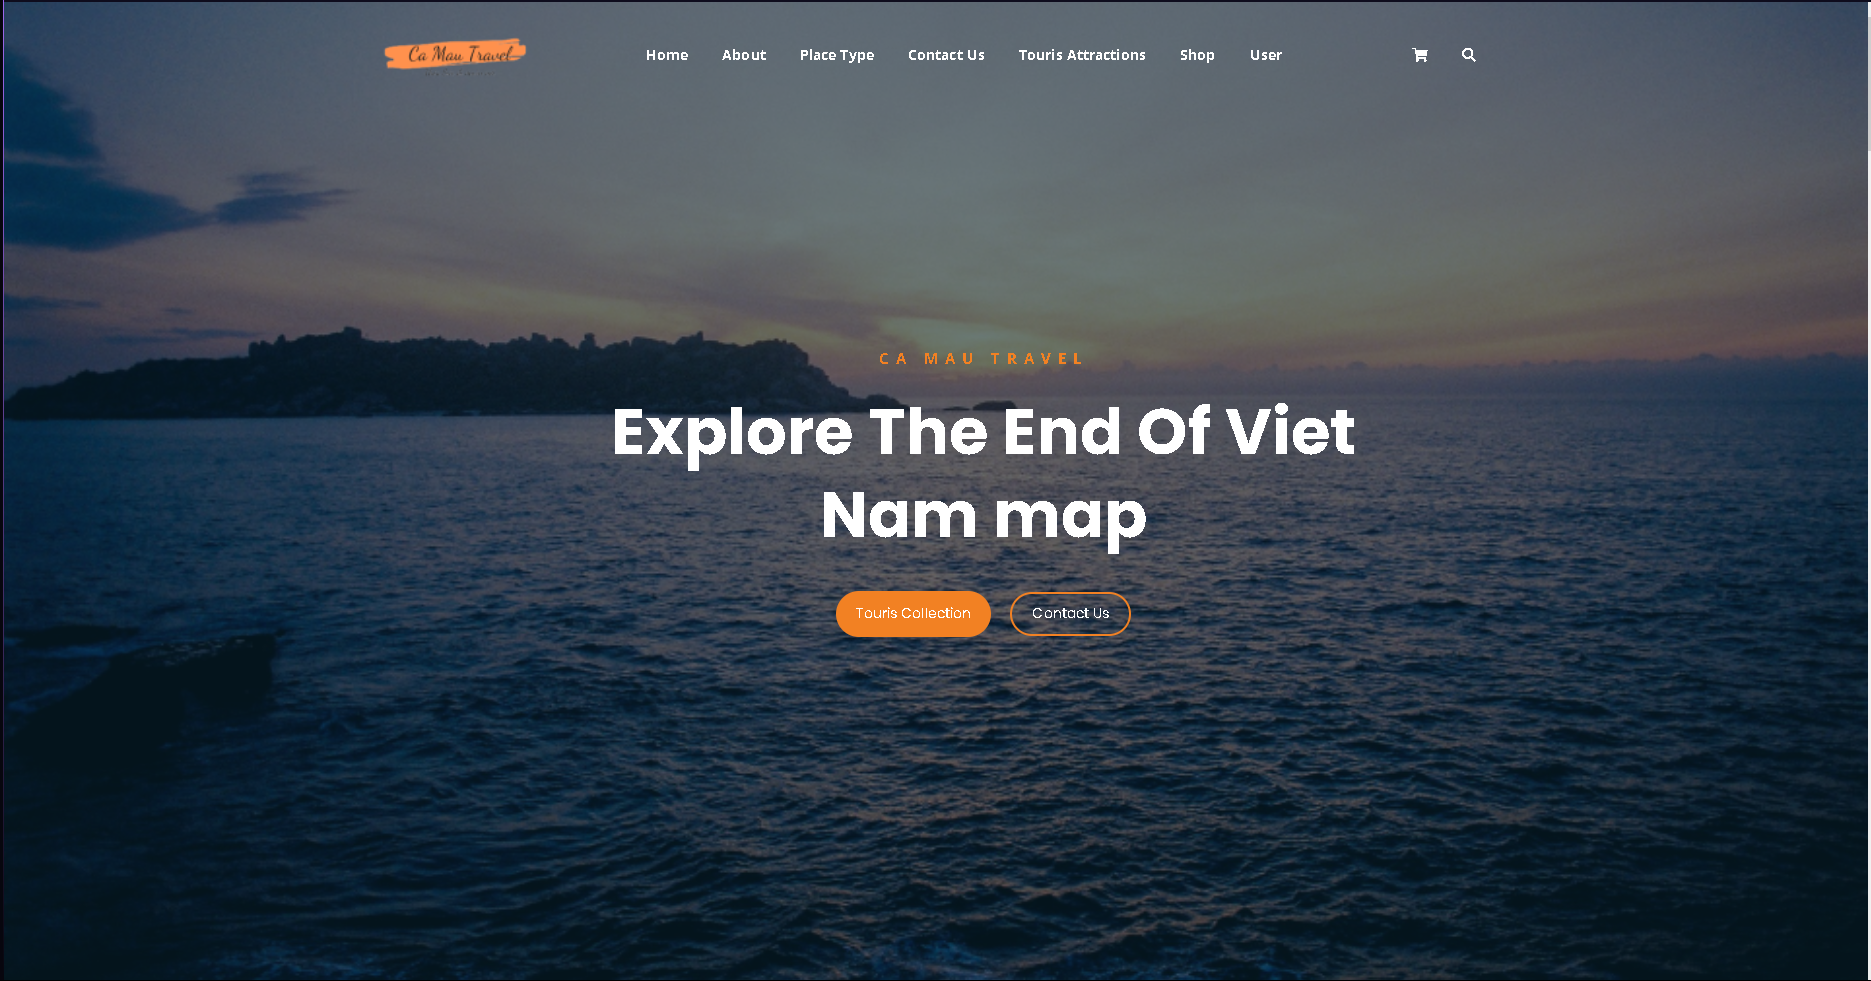 Ca Mau Travel
Home About Place Type Contact Us Touris Attractions Shop User
CA MAU TRAVEL
Explore The End Of Viet
Nam map
Touris Collection Contact Us